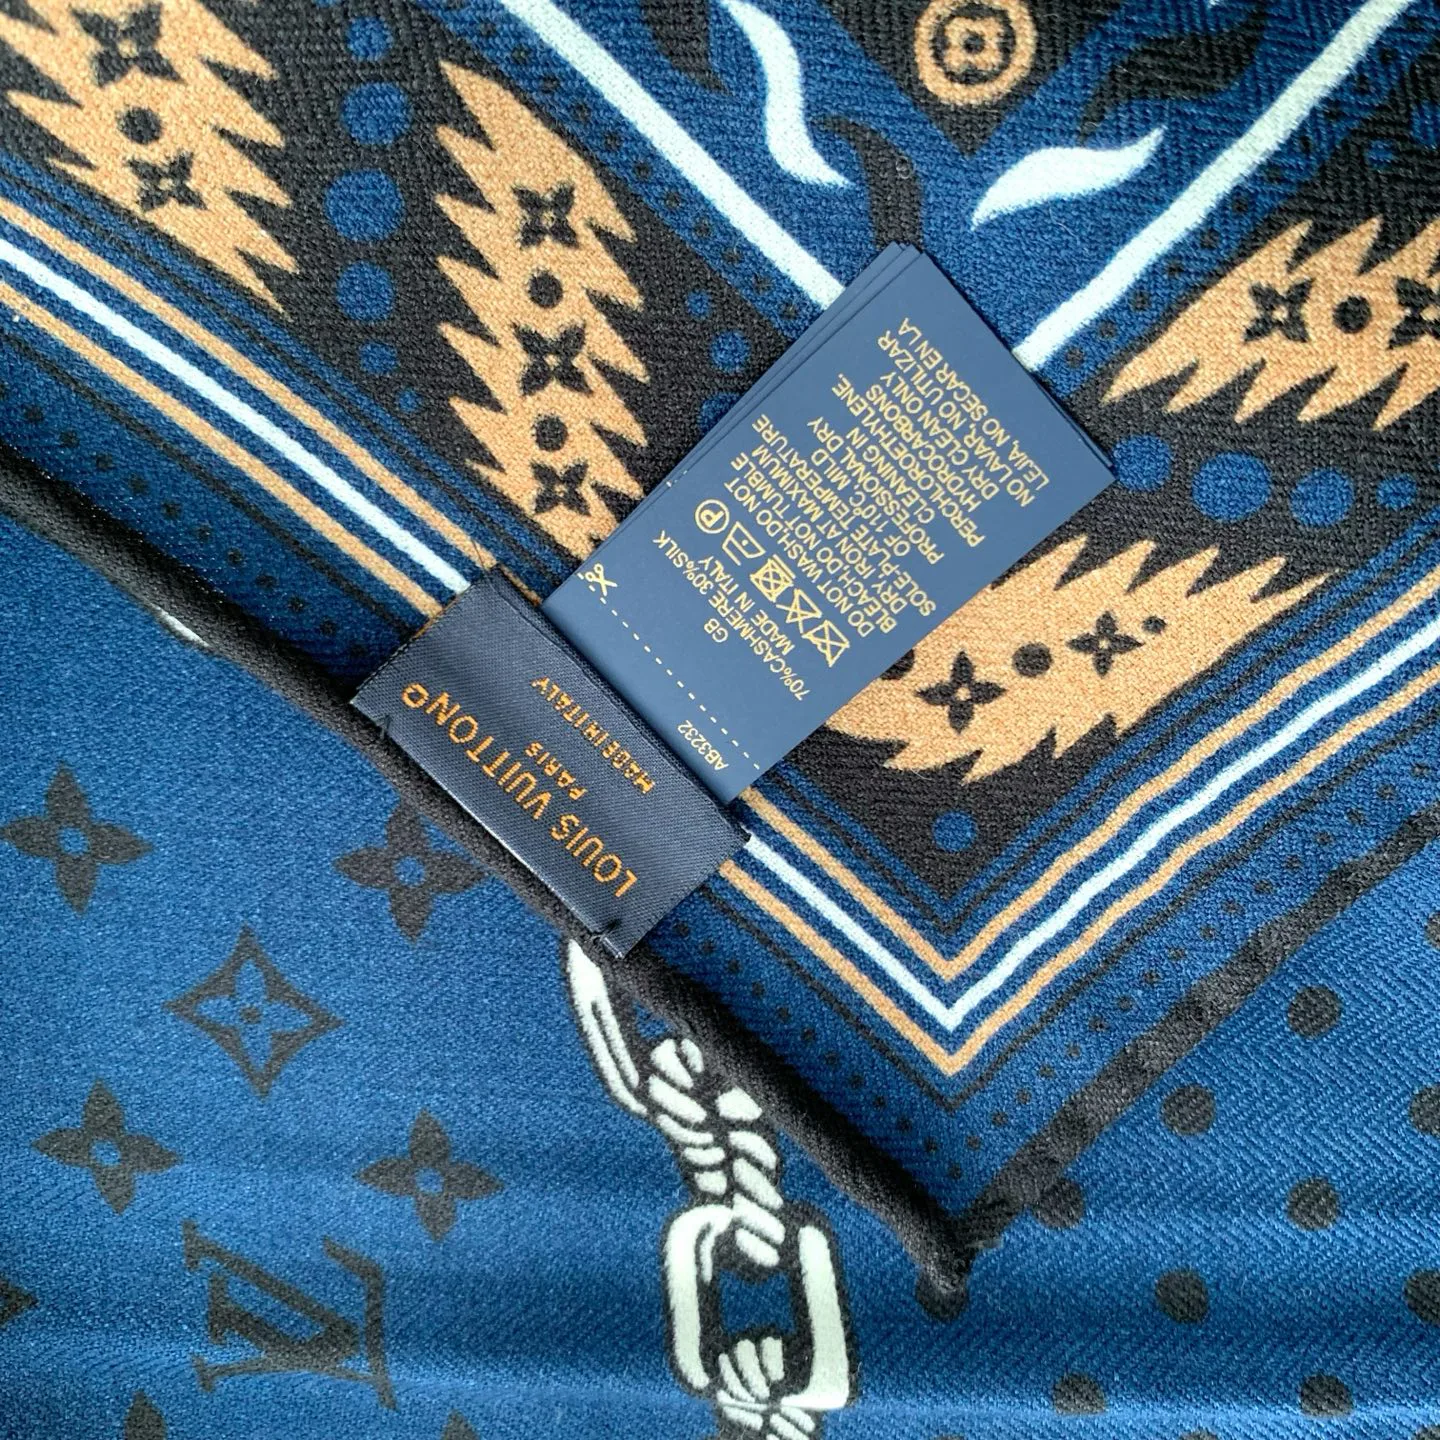 LOUIS VUITTON®
PARIS
MADE IN ITALY
AB3232
GB
70%CASHMERE 30%SILK
MADE IN ITALY
P
DO NOT WASH.DO NOT
BLEACH.DO NOT TUMBLE
DRY.IRON AT MAXIMUM
SOLE PLATE TEMPERATURE
OF 110°C. MILD DRY
PROFESSIONAL
CLEANING IN
PERCHLOROETHYLENE.
HYDROCARBONS
DRY CLEAN ONLY
NO LAVAR, NO UTILIZAR
LEJIA, NO SECAR EN LA
LV